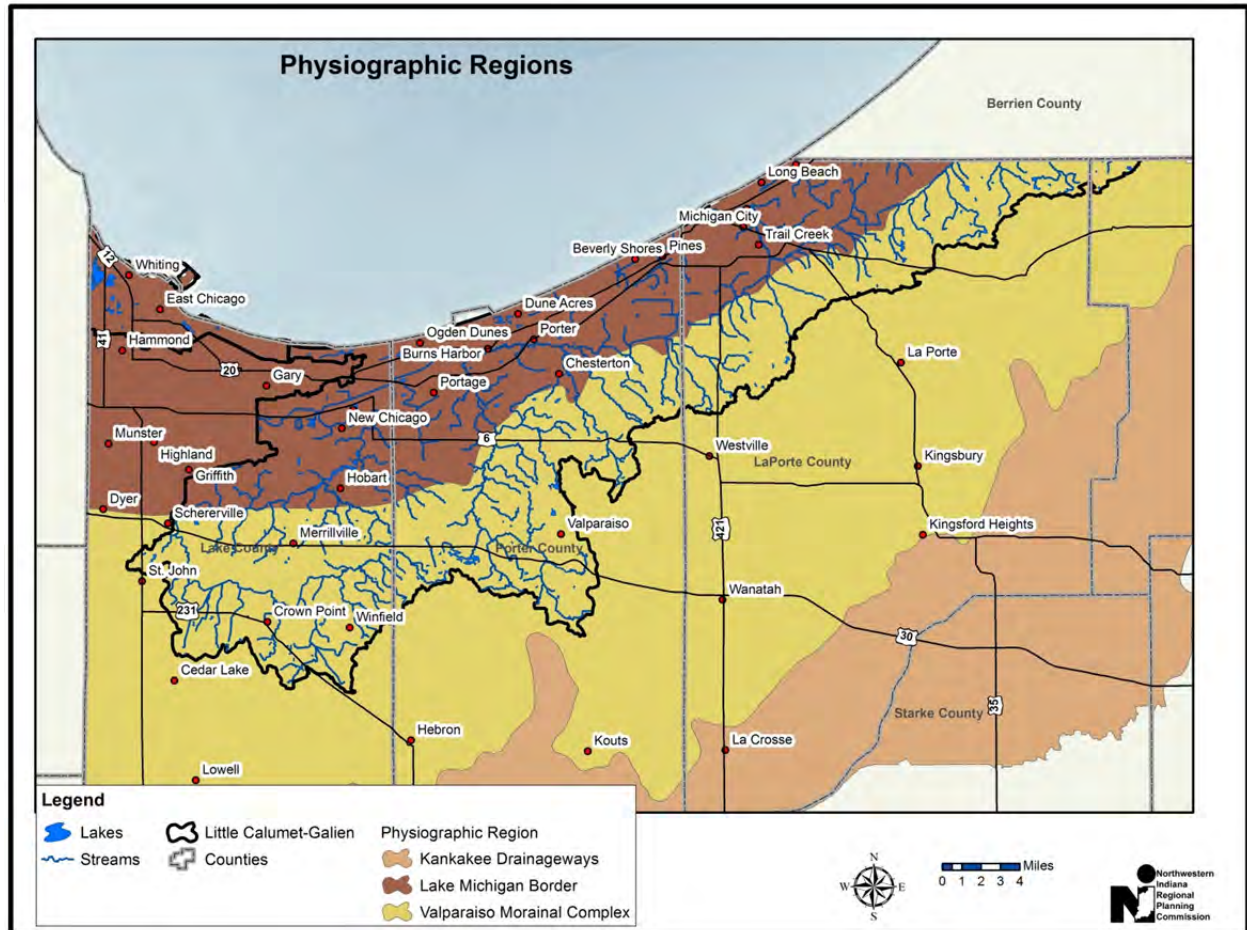 Physiographic Regions
Berrien County
Long Beach
Michigan City
Trail Creek
Beverly Shores
Pines
12
Whiting
East Chicago
Dune Acres
41
Hammond
Ogden Dunes
Porter
Burns Harbor
20
Gary
Chesterton
La Porte
Portage
New Chicago
6
Munster
Highland
Griffith
Westville
LaPorte County
Kingsbury
Hobart
Dyer
Schererville
Lake County
Merrillville
Valparaiso
Porter County
421
Kingsford Heights
St. John
Wanatah
231
Crown Point
Winfield
30
Cedar Lake
Starke County
35
Hebron
Kouts
La Crosse
Lowell
Legend
Lakes
Little Calumet-Galien
Physiographic Region
Streams
Counties
Kankakee Drainageways
Lake Michigan Border
Valparaiso Morainal Complex
N
W
E
S
Miles
0 1 2 3 4
Northwestern
Indiana
Regional
Planning
Commission